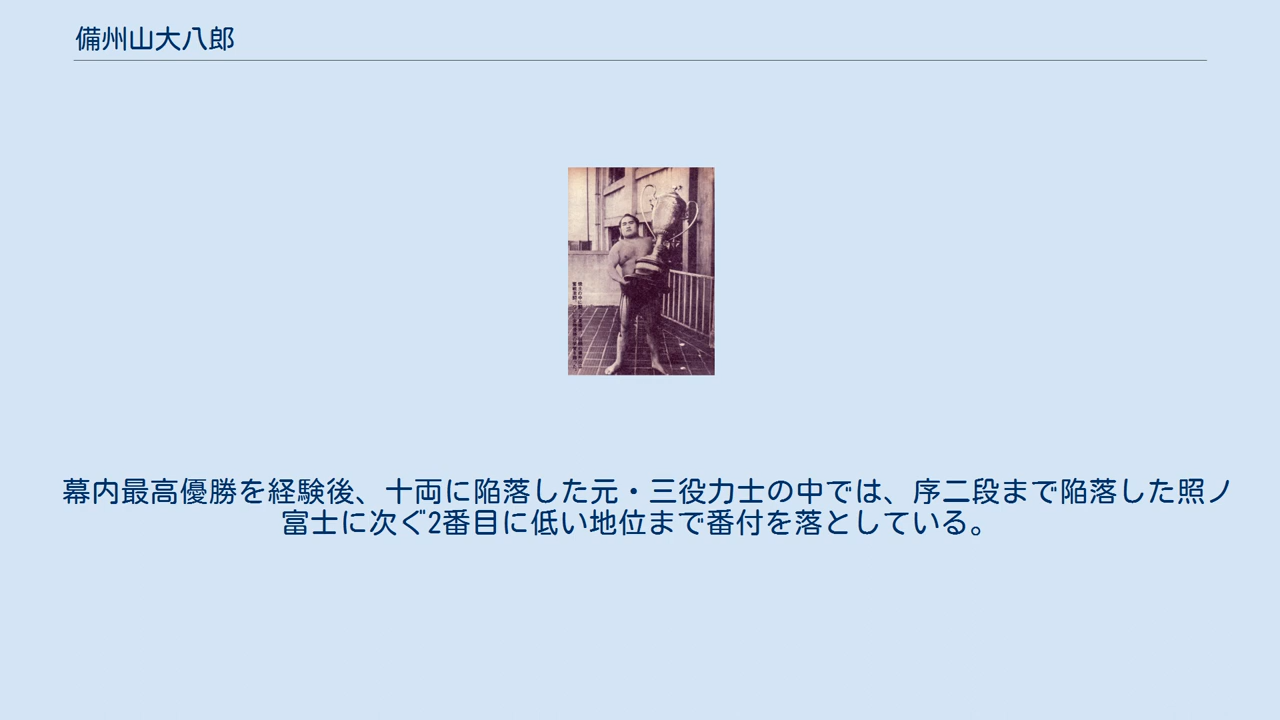 備州山大八郎
幕内最高優勝を経験後、十両に陥落した元・三役力士の中では、序二段まで陥落した照ノ
富士に次ぐ2番目に低い地位まで番付を落としている。